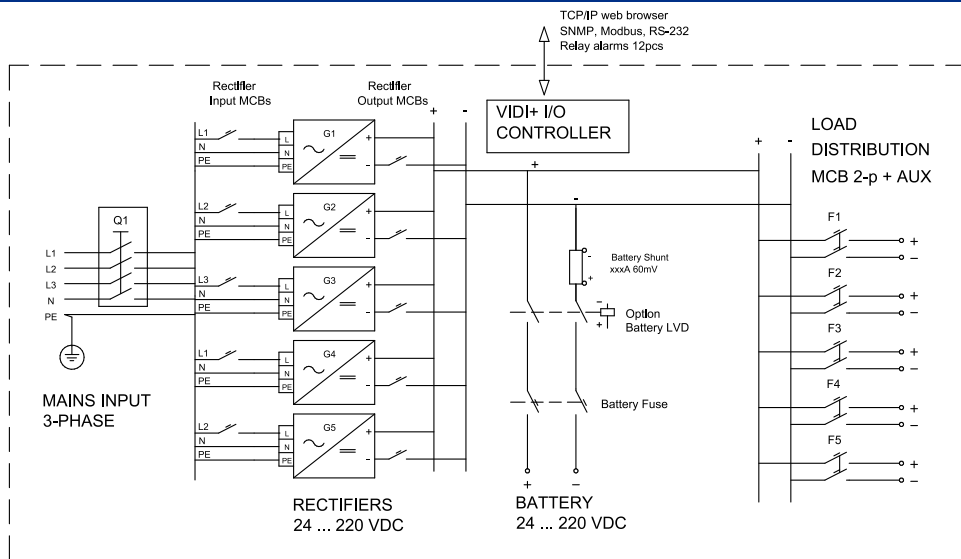 TCP/IP web browser
SNMP, Modbus, RS-232
Relay alarms 12pcs
Rectifier
Input MCBs
Rectifier
Output MCBs
+ -
VIDI+ I/O
CONTROLLER
LOAD
DISTRIBUTION
MCB 2-p + AUX
+ -
L1
N
PE
L
N
PE
G1
+
-
L2
N
PE
L
N
PE
G2
+
-
L3
N
PE
L
N
PE
G3
+
-
L1
N
PE
L
N
PE
G4
+
-
L2
N
PE
L
N
PE
G5
+
-
Q1
L1
L2
L3
N
PE
MAINS INPUT
3-PHASE
RECTIFIERS
24 ... 220 VDC
+
-
-
+
Battery Shunt
xxxA 60mV
-
+
Option
Battery LVD
Battery Fuse
+ −
BATTERY
24 ... 220 VDC
F1
+
−
F2
+
−
F3
+
−
F4
+
−
F5
+
−